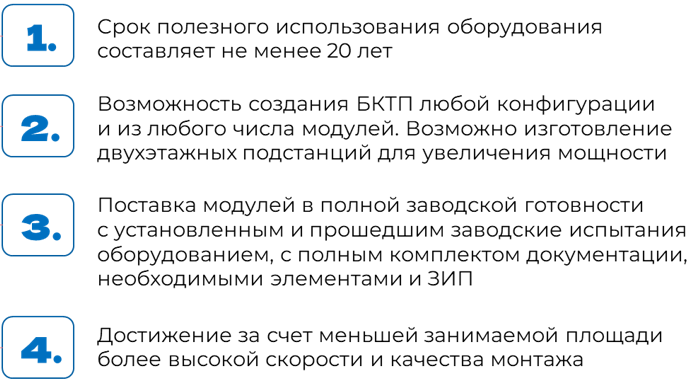 1.
Срок полезного использования оборудования
составляет не менее 20 лет
2.
Возможность создания БКТП любой конфигурации
и из любого числа модулей. Возможно изготовление
двухэтажных подстанций для увеличения мощности
3.
Поставка модулей в полной заводской готовности
с установленным и прошедшим заводские испытания
оборудованием, с полным комплектом документации,
необходимыми элементами и ЗИП
4.
Достижение за счет меньшей занимаемой площади
более высокой скорости и качества монтажа